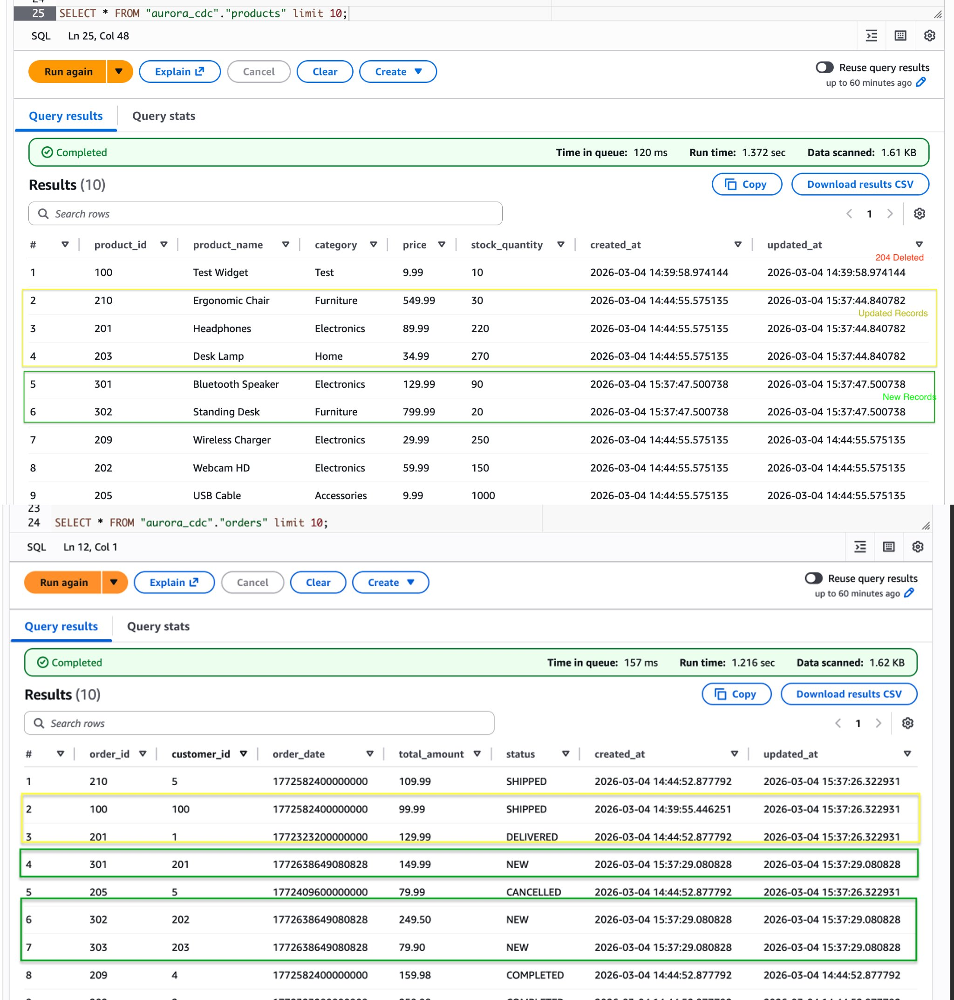 25 SELECT * FROM "aurora_cdc"."products" limit 10;
SQL Ln 25, Col 48
Run again Explain Cancel Clear Create Reuse query results
up to 60 minutes ago
Query results Query stats
Completed Time in queue: 120 ms Run time: 1.372 sec Data scanned: 1.61 KB
Results (10) Copy Download results CSV
Search rows 1
# product_id product_name category price stock_quantity created_at updated_at
204 Deleted
1 100 Test Widget Test 9.99 10 2026-03-04 14:39:58.974144 2026-03-04 14:39:58.974144
2 210 Ergonomic Chair Furniture 549.99 30 2026-03-04 14:44:55.575135 2026-03-04 15:37:44.840782
Updated Records
3 201 Headphones Electronics 89.99 220 2026-03-04 14:44:55.575135 2026-03-04 15:37:44.840782
4 203 Desk Lamp Home 34.99 270 2026-03-04 14:44:55.575135 2026-03-04 15:37:44.840782
5 301 Bluetooth Speaker Electronics 129.99 90 2026-03-04 15:37:47.500738 2026-03-04 15:37:47.500738
New Records
6 302 Standing Desk Furniture 799.99 20 2026-03-04 15:37:47.500738 2026-03-04 15:37:47.500738
7 209 Wireless Charger Electronics 29.99 250 2026-03-04 14:44:55.575135 2026-03-04 14:44:55.575135
8 202 Webcam HD Electronics 59.99 150 2026-03-04 14:44:55.575135 2026-03-04 14:44:55.575135
9 205 USB Cable Accessories 9.99 1000 2026-03-04 14:44:55.575135 2026-03-04 14:44:55.575135
23
24 SELECT * FROM "aurora_cdc"."orders" limit 10;
SQL Ln 12, Col 1
Run again Explain Cancel Clear Create Reuse query results
up to 60 minutes ago
Query results Query stats
Completed Time in queue: 157 ms Run time: 1.216 sec Data scanned: 1.62 KB
Results (10) Copy Download results CSV
Search rows 1
# order_id customer_id order_date total_amount status created_at updated_at
1 210 5 1772582400000000 109.99 SHIPPED 2026-03-04 14:44:52.877792 2026-03-04 15:37:26.322931
2 100 100 1772582400000000 99.99 SHIPPED 2026-03-04 14:39:55.446251 2026-03-04 15:37:26.322931
3 201 1 1772323200000000 129.99 DELIVERED 2026-03-04 14:44:52.877792 2026-03-04 15:37:26.322931
4 301 201 1772638649080828 149.99 NEW 2026-03-04 15:37:29.080828 2026-03-04 15:37:29.080828
5 205 5 1772409600000000 79.99 CANCELLED 2026-03-04 14:44:52.877792 2026-03-04 15:37:26.322931
6 302 202 1772638649080828 249.50 NEW 2026-03-04 15:37:29.080828 2026-03-04 15:37:29.080828
7 303 203 1772638649080828 79.90 NEW 2026-03-04 15:37:29.080828 2026-03-04 15:37:29.080828
8 209 4 1772582400000000 159.98 COMPLETED 2026-03-04 14:44:52.877792 2026-03-04 14:44:52.877792